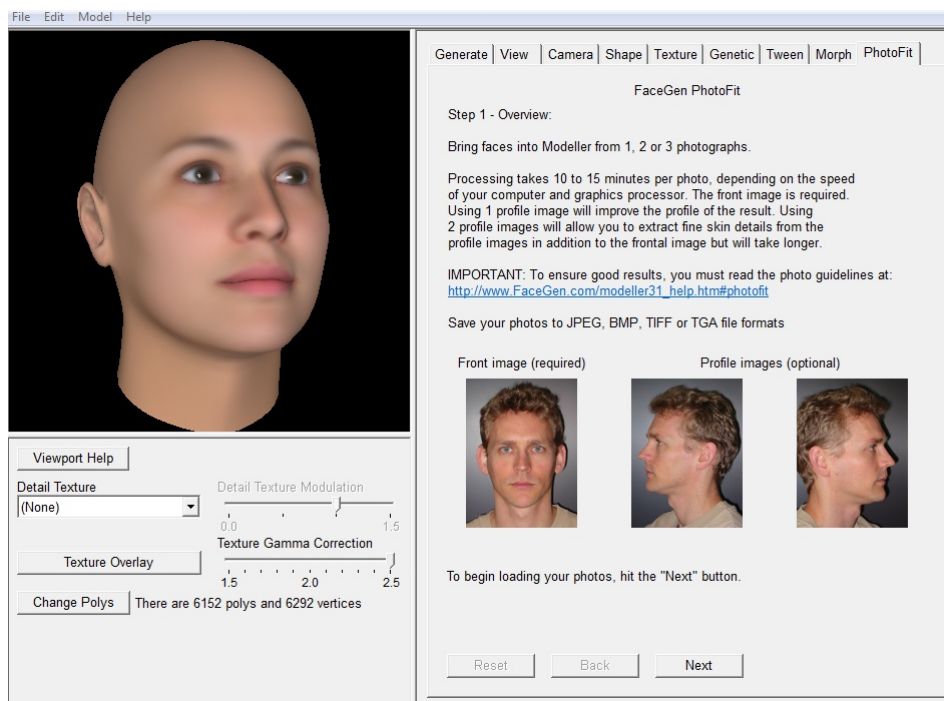 File Edit Model Help
Generate View Camera Shape Texture Genetic Tween Morph PhotoFit
FaceGen PhotoFit
Step 1 - Overview:
Bring faces into Modeller from 1, 2 or 3 photographs.
Processing takes 10 to 15 minutes per photo, depending on the speed
of your computer and graphics processor. The front image is required.
Using 1 profile image will improve the profile of the result. Using
2 profile images will allow you to extract fine skin details from the
profile images in addition to the frontal image but will take longer.
IMPORTANT: To ensure good results, you must read the photo guidelines at:
http://www.FaceGen.com/modeller31_help.htm#photofit
Save your photos to JPEG, BMP, TIFF or TGA file formats
Front image (required) Profile images (optional)
To begin loading your photos, hit the "Next" button.
Reset Back Next
Viewport Help
Detail Texture
(None)
Detail Texture Modulation
0.0 1.5
Texture Overlay
Texture Gamma Correction
1.5 2.0 2.5
Change Polys There are 6152 polys and 6292 vertices